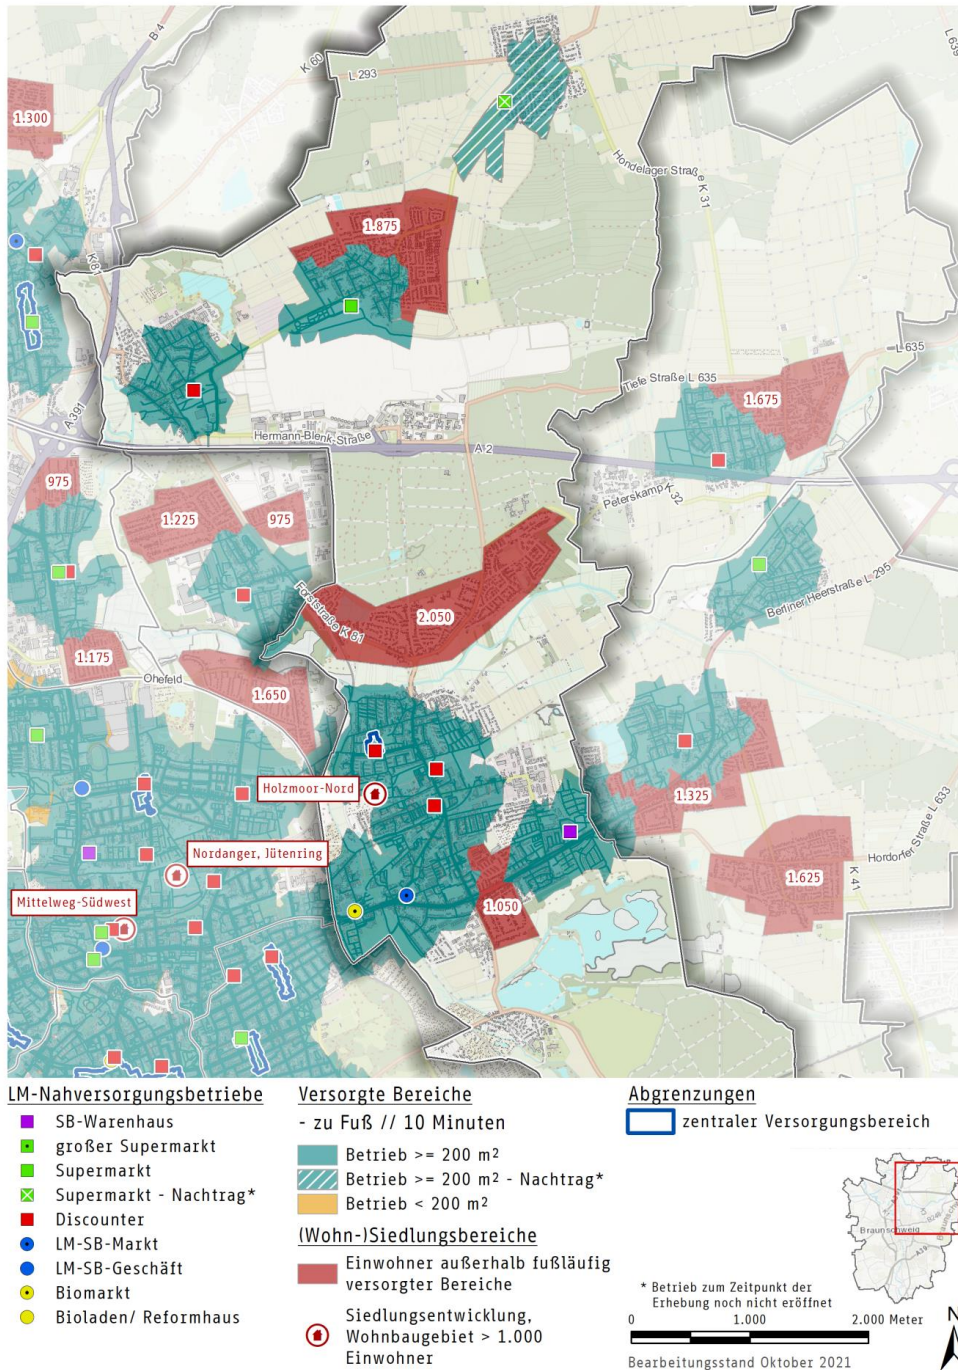 B 4
K 60
L 293
L 639
1.300
Hondelager Straße K 31
1.875
K 81
L 635
Tiefe Straße L 635
A391
1.675
Hermann-Blenk-Straße
A 2
975
Peterskamp K 32
1.225
975
Forststraße K 81
2.050
Berliner Heerstraße L 295
1.175
Ohefeld
1.650
Holzmoor-Nord
1.325
Hordorfer Straße L 633
Nordanger, Jütenring
K 41
1.625
Mittelweg-Südwest
1.050
LM-Nahversorgungsbetriebe
SB-Warenhaus
großer Supermarkt
Supermarkt
Supermarkt - Nachtrag*
Discounter
LM-SB-Markt
LM-SB-Geschäft
Biomarkt
Bioladen/ Reformhaus
Versorgte Bereiche
- zu Fuß // 10 Minuten
Betrieb >= 200 m²
Betrieb >= 200 m² - Nachtrag*
Betrieb < 200 m²
(Wohn-)Siedlungsbereiche
Einwohner außerhalb fußläufig
versorgter Bereiche
Siedlungsentwicklung,
Wohnbaugebiet > 1.000
Einwohner
Abgrenzungen
zentraler Versorgungsbereich
Braunschweig
* Betrieb zum Zeitpunkt der
Erhebung noch nicht eröffnet
0 1.000 2.000 Meter
N
Bearbeitungsstand Oktober 2021